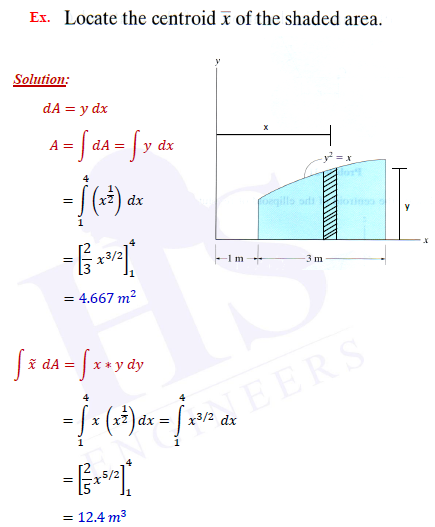 Ex. Locate the centroid x̅ of the shaded area.
Solution:
dA = y dx
A = ∫ dA = ∫ y dx
= ∫₁⁴ (x^{1/2}) dx
= [2/3 x^{3/2}]₁⁴
= 4.667 m²
∫ x̃ dA = ∫ x * y dy
= ∫₁⁴ x (x^{1/2}) dx = ∫₁⁴ x^{3/2} dx
= [2/5 x^{5/2}]₁⁴
= 12.4 m³
y
x
y² = x
y
x
1 m
3 m
HS
ENGINEERS